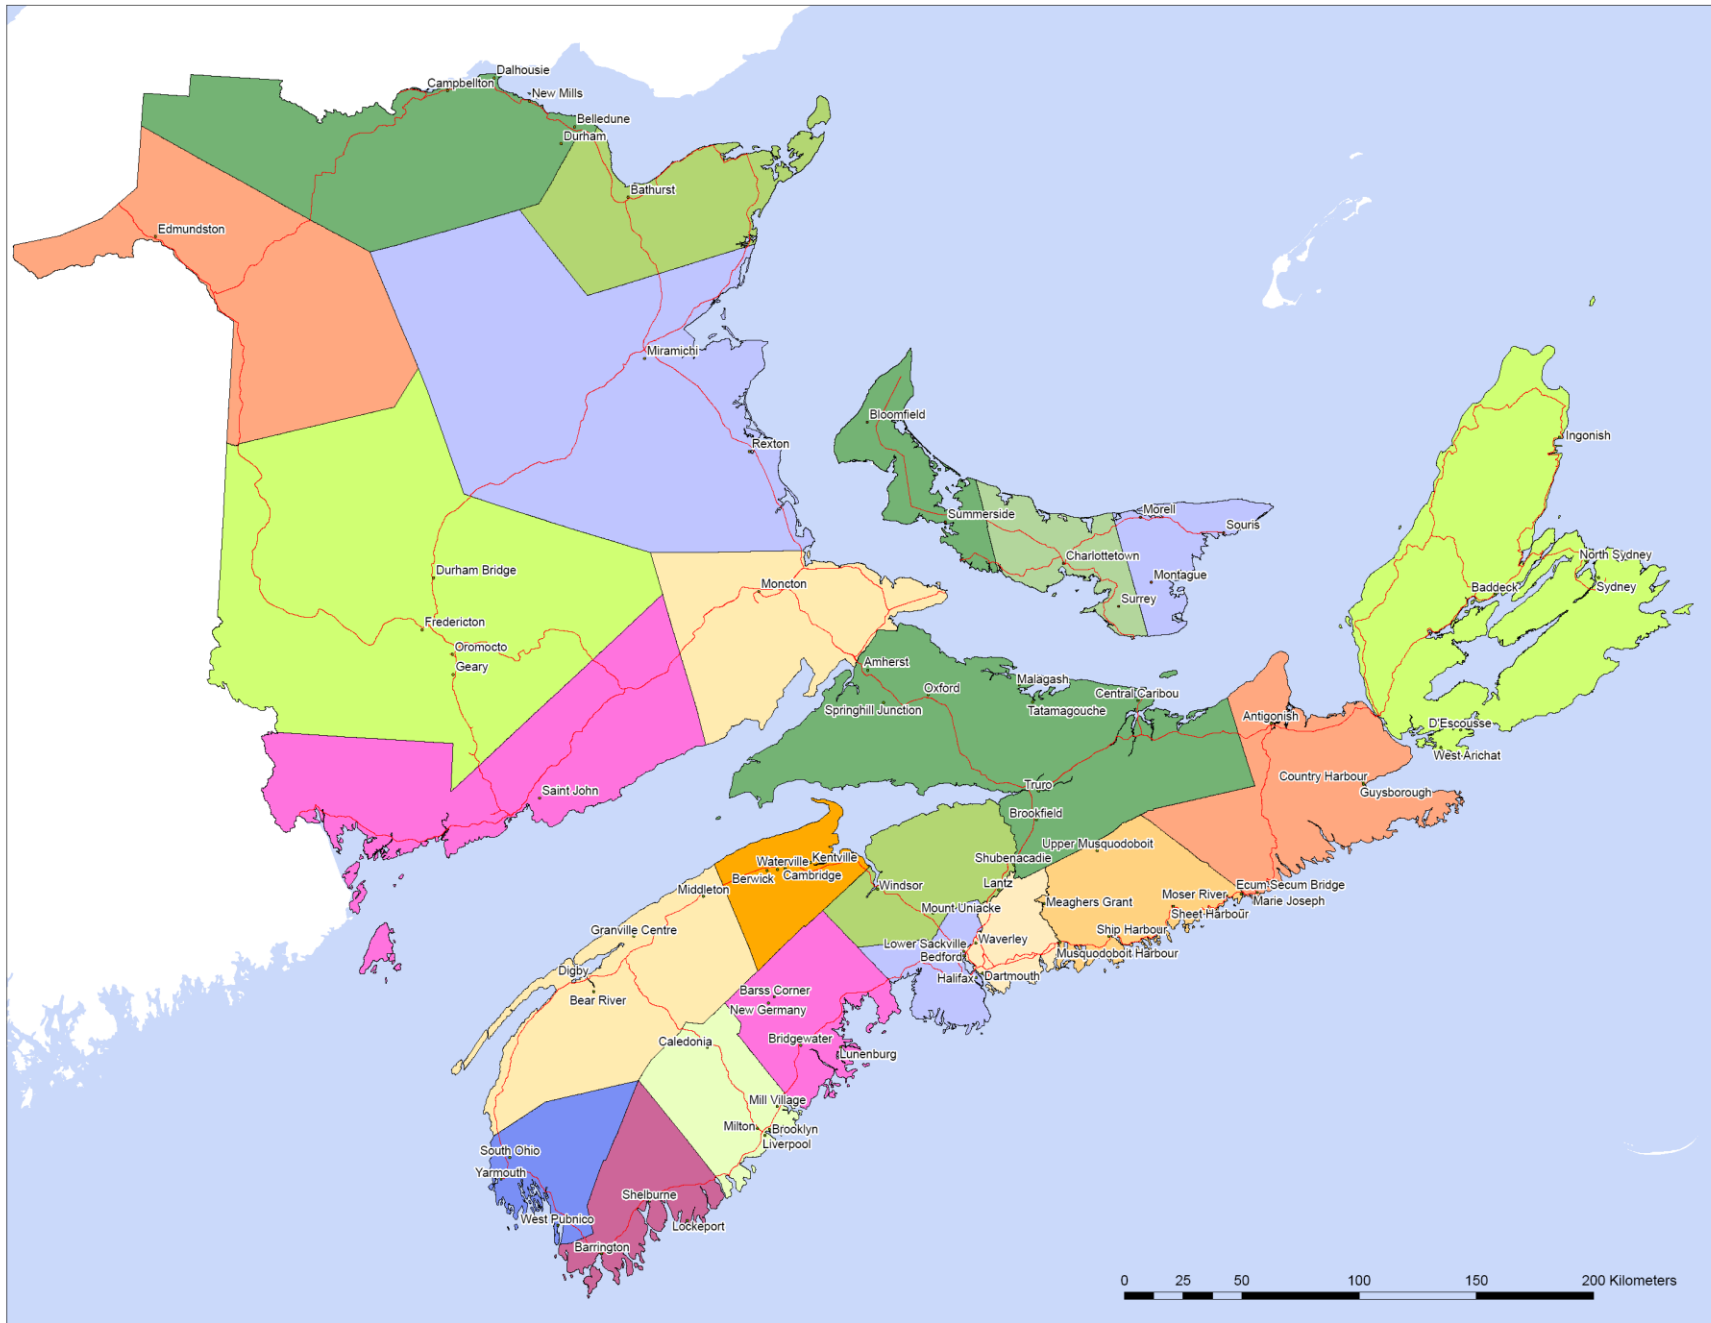 Dalhousie
Campbellton
New Mills
Belledune
Durham
Bathurst
Edmundston
Miramichi
Bloomfield
Ingonish
Rexton
Summerside
Morell
Souris
Charlottetown
North Sydney
Durham Bridge
Moncton
Montague
Baddeck
Sydney
Surrey
Fredericton
Oromocto
Geary
Amherst
Malagash
Oxford
Central Caribou
Springhill Junction
Tatamagouche
Antigonish
D'Escousse
West Arichat
Country Harbour
Guysborough
Saint John
Truro
Brookfield
Upper Musquodoboit
Shubenacadie
Waterville
Kentville
Berwick
Cambridge
Middleton
Windsor
Lantz
Ecum Secum Bridge
Moser River
Marie Joseph
Meaghers Grant
Mount Uniacke
Sheet Harbour
Granville Centre
Ship Harbour
Lower Sackville
Waverley
Bedford
Musquodoboit Harbour
Digby
Halifax
Dartmouth
Bear River
Barss Corner
New Germany
Caledonia
Bridgewater
Lunenburg
Mill Village
Milton
Brooklyn
Liverpool
South Ohio
Yarmouth
Shelburne
West Pubnico
Lockeport
Barrington
0 25 50 100 150 200 Kilometers